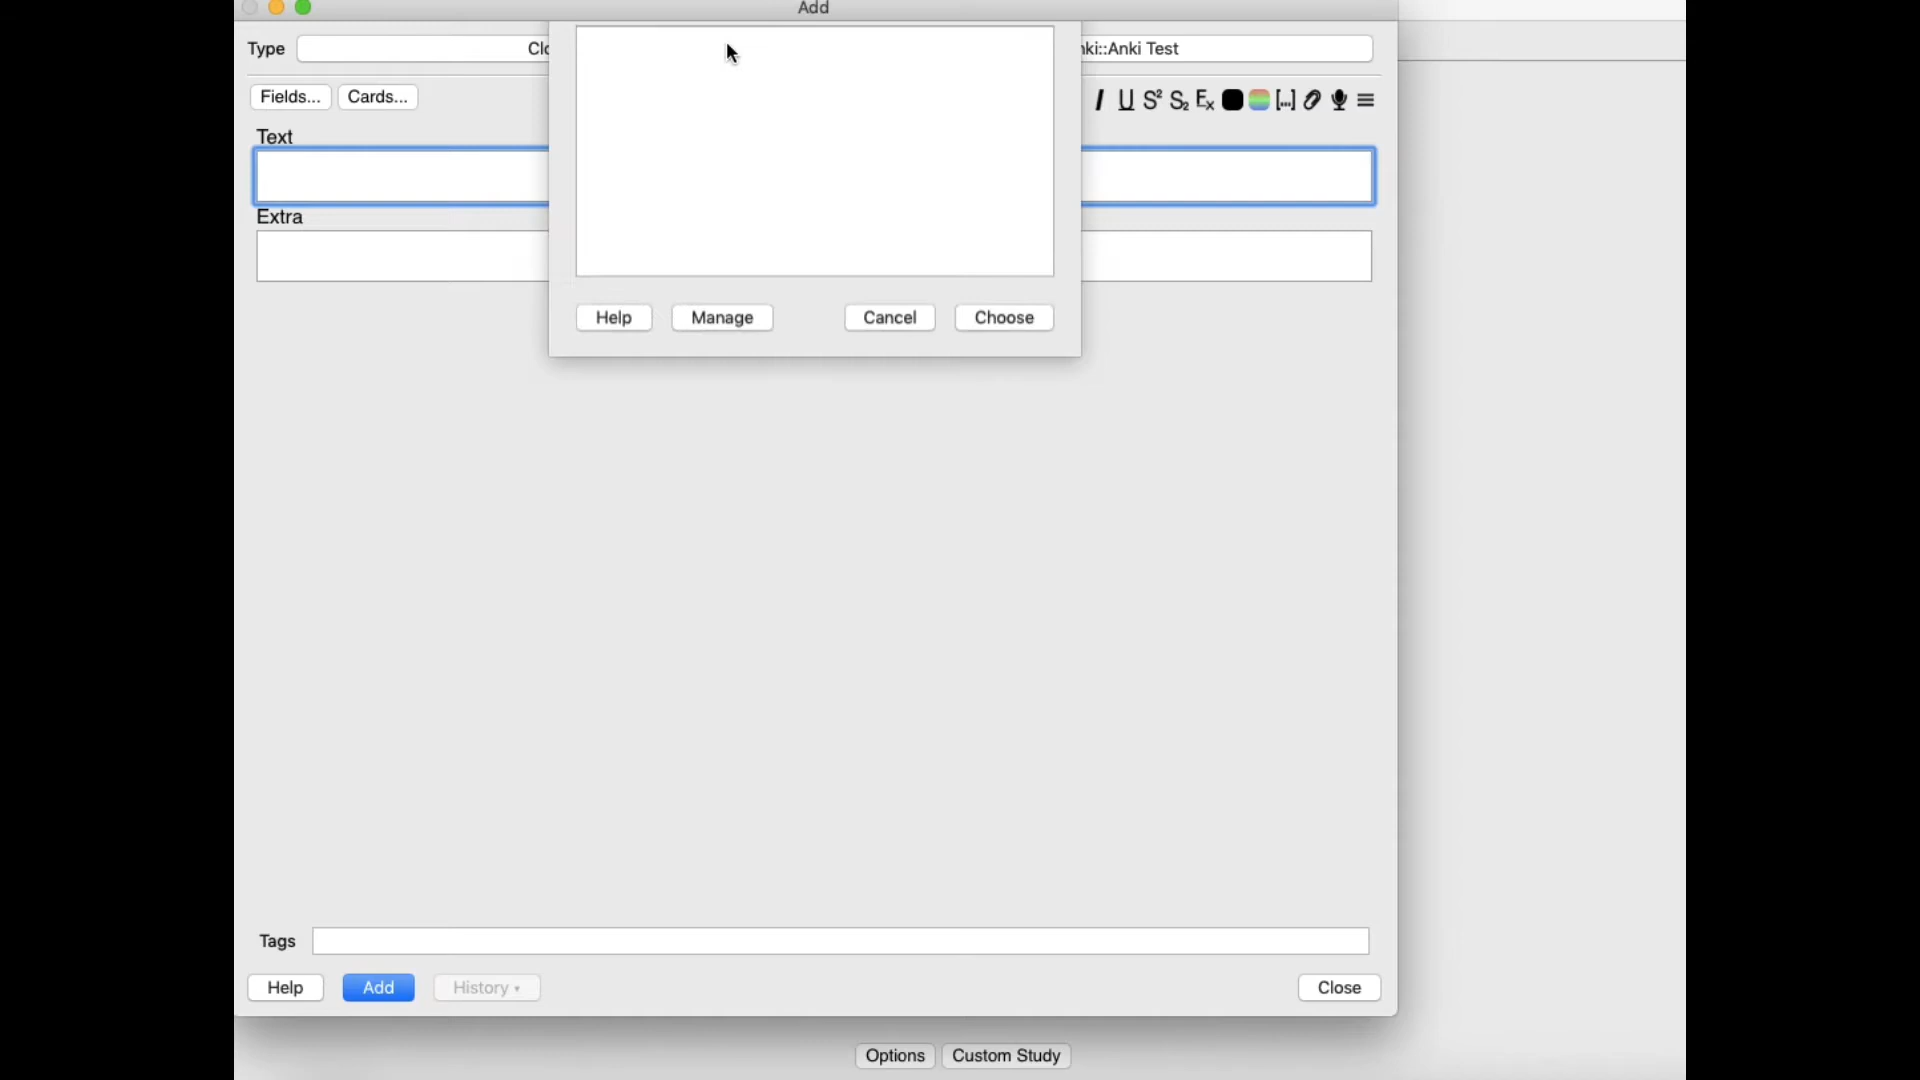 Add
Type Clo ki::Anki Test
Fields... Cards...
Text
Extra
Help Manage Cancel Choose
Tags
Help Add History Close
Options Custom Study